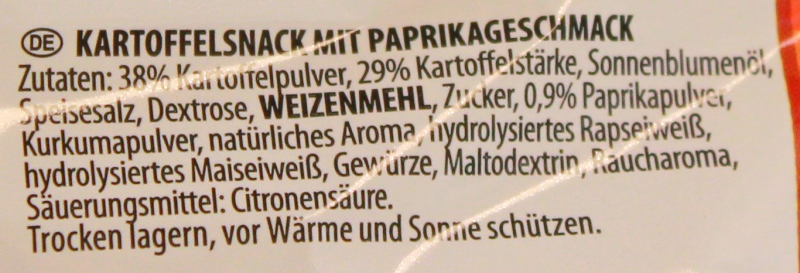 DE KARTOFFELSNACK MIT PAPRIKAGESCHMACK
Zutaten: 38% Kartoffelpulver, 29% Kartoffelstärke, Sonnenblumenöl,
Speisesalz, Dextrose, WEIZENMEHL, Zucker, 0,9% Paprikapulver,
Kurkumapulver, natürliches Aroma, hydrolysiertes Rapseiweiß,
hydrolysiertes Maiseiweiß, Gewürze, Maltodextrin, Raucharoma,
Säuerungsmittel: Citronensäure.
Trocken lagern, vor Wärme und Sonne schützen.